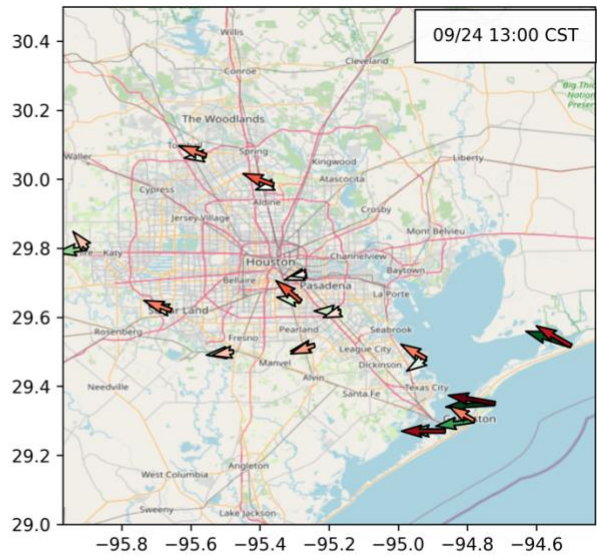 09/24 13:00 CST
30.4
Willis
Cleveland
Conroe
30.2
The Woodlands
Waller
Spring
Kingwood
Liberty
30.0
Atascocita
Cypress
Aldine
Crosby
Jersey Village
Mont Belvieu
29.8
Katy
Channelview
Houston
Baytown
Bellaire
Pasadena
La Porte
29.6
Rosenberg
Pearland
Seabrook
Fresno
League City
Manvel
Dickinson
29.4
Needville
Alvin
Texas City
Santa Fe
29.2
Angleton
West Columbia
Sweeny
Lake Jackson
29.0
−95.8 −95.6 −95.4 −95.2 −95.0 −94.8 −94.6